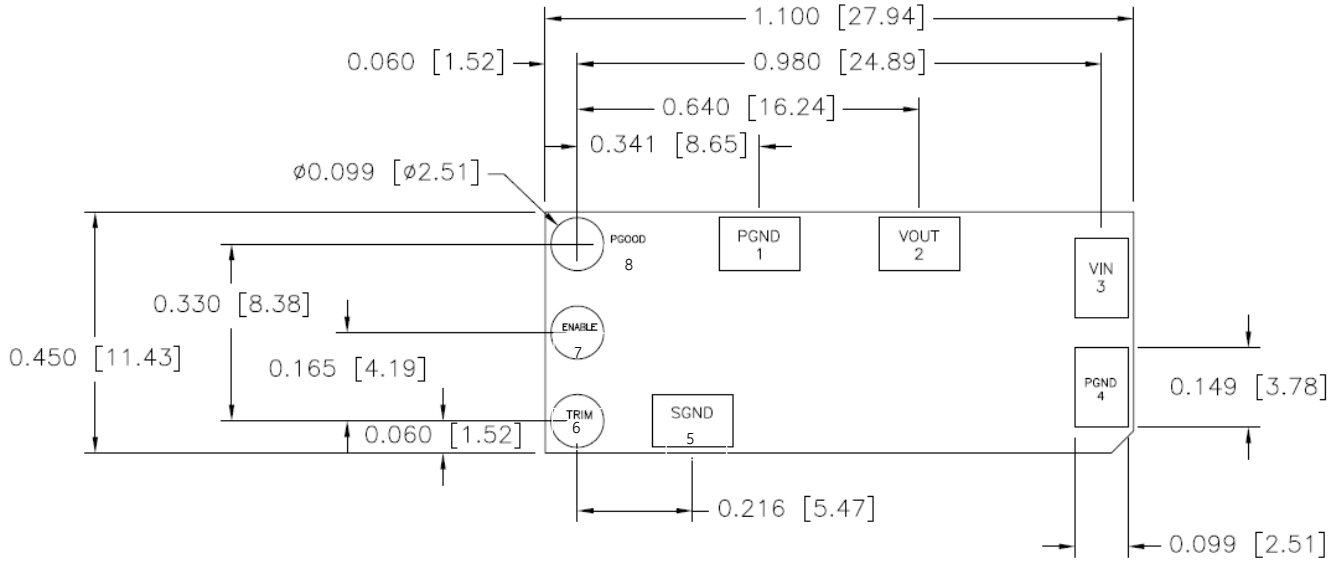 1.100 [27.94]
0.060 [1.52]
0.980 [24.89]
0.640 [16.24]
0.341 [8.65]
ø0.099 [ø2.51]
PGOOD
8
PGND
1
VOUT
2
VIN
3
0.330 [8.38]
ENABLE
7
0.450 [11.43]
0.165 [4.19]
PGND
4
0.149 [3.78]
TRIM
6
SGND
5
0.060 [1.52]
0.216 [5.47]
0.099 [2.51]